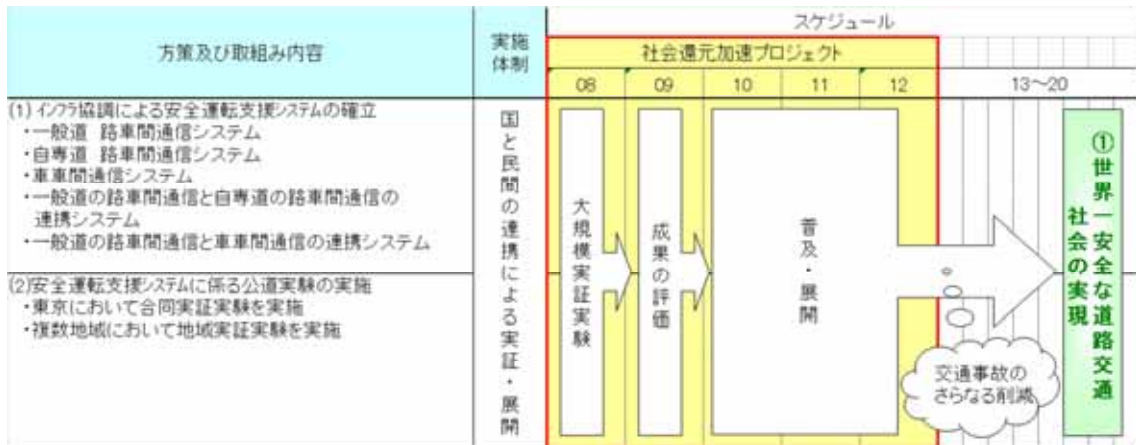 方策及び取組み内容
実施
体制
スケジュール
社会還元加速プロジェクト
08
09
10
11
12
13～20
(1) インフラ協調による安全運転支援システムの確立
・一般道 路車間通信システム
・自専道 路車間通信システム
・車車間通信システム
・一般道の路車間通信と自専道の路車間通信の
連携システム
・一般道の路車間通信と車車間通信の連携システム
(2)安全運転支援システムに係る公道実験の実施
・東京において合同実証実験を実施
・複数地域において地域実証実験を実施
国と民間の連携による実証・展開
大規模実証実験
成果の評価
普及・展開
交通事故の
さらなる削減
①世界一安全な道路交通
社会の実現